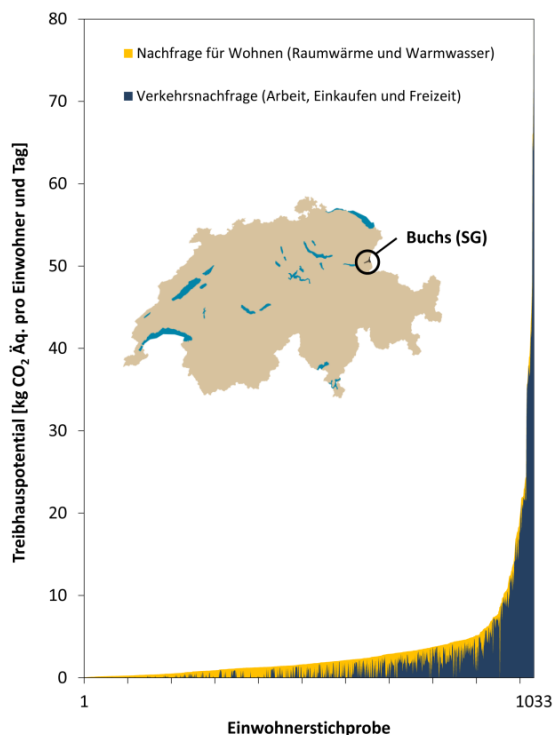 80
70
60
50
40
30
20
10
0
Treibhauspotential [kg CO₂ Äq. pro Einwohner und Tag]
Nachfrage für Wohnen (Raumwärme und Warmwasser)
Verkehrsnachfrage (Arbeit, Einkaufen und Freizeit)
Buchs (SG)
1
1033
Einwohnerstichprobe